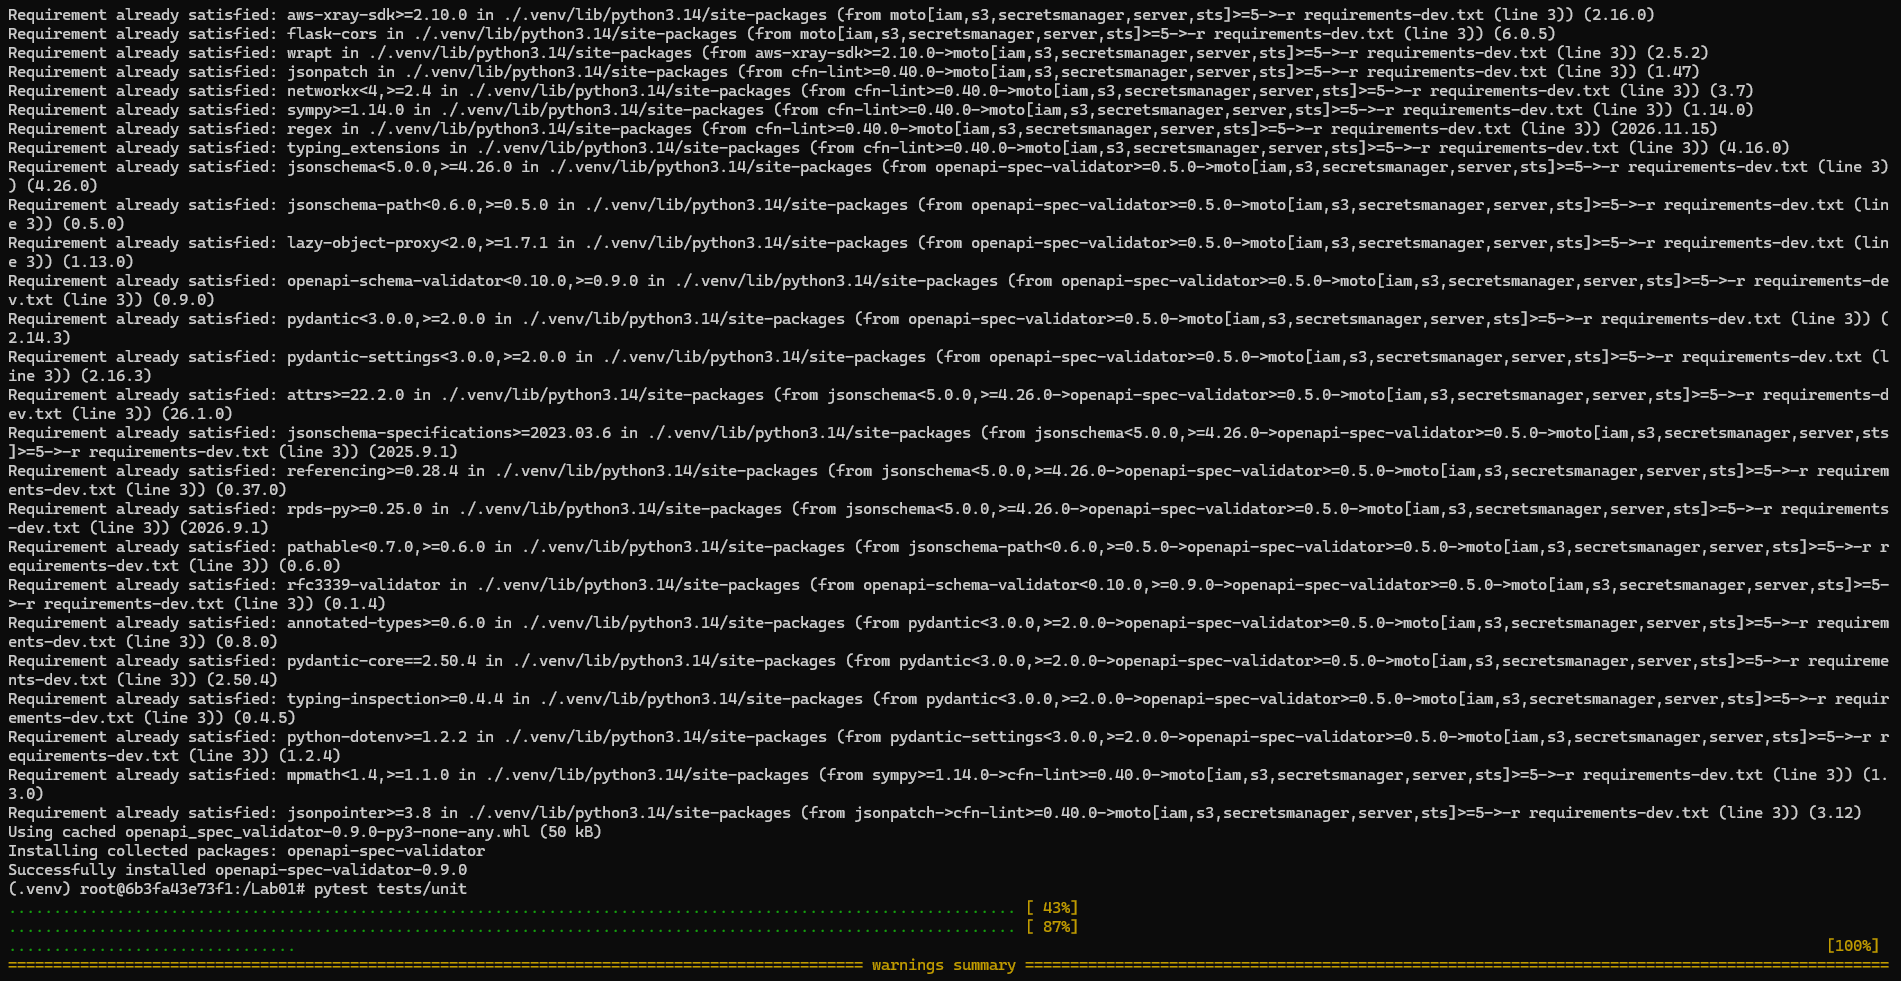 Requirement already satisfied: aws-xray-sdk>=2.10.0 in ./.venv/lib/python3.14/site-packages (from moto[iam,s3,secretsmanager,server,sts]>=5->-r requirements-dev.txt (line 3)) (2.16.0)
Requirement already satisfied: flask-cors in ./.venv/lib/python3.14/site-packages (from moto[iam,s3,secretsmanager,server,sts]>=5->-r requirements-dev.txt (line 3)) (6.0.5)
Requirement already satisfied: wrapt in ./.venv/lib/python3.14/site-packages (from aws-xray-sdk>=2.10.0->moto[iam,s3,secretsmanager,server,sts]>=5->-r requirements-dev.txt (line 3)) (2.5.2)
Requirement already satisfied: jsonpatch in ./.venv/lib/python3.14/site-packages (from cfn-lint>=0.40.0->moto[iam,s3,secretsmanager,server,sts]>=5->-r requirements-dev.txt (line 3)) (1.47)
Requirement already satisfied: networkx<4,>=2.4 in ./.venv/lib/python3.14/site-packages (from cfn-lint>=0.40.0->moto[iam,s3,secretsmanager,server,sts]>=5->-r requirements-dev.txt (line 3)) (3.7)
Requirement already satisfied: sympy>=1.14.0 in ./.venv/lib/python3.14/site-packages (from cfn-lint>=0.40.0->moto[iam,s3,secretsmanager,server,sts]>=5->-r requirements-dev.txt (line 3)) (1.14.0)
Requirement already satisfied: regex in ./.venv/lib/python3.14/site-packages (from cfn-lint>=0.40.0->moto[iam,s3,secretsmanager,server,sts]>=5->-r requirements-dev.txt (line 3)) (2026.11.15)
Requirement already satisfied: typing_extensions in ./.venv/lib/python3.14/site-packages (from cfn-lint>=0.40.0->moto[iam,s3,secretsmanager,server,sts]>=5->-r requirements-dev.txt (line 3)) (4.16.0)
Requirement already satisfied: jsonschema<5.0.0,>=4.26.0 in ./.venv/lib/python3.14/site-packages (from openapi-spec-validator>=0.5.0->moto[iam,s3,secretsmanager,server,sts]>=5->-r requirements-dev.txt (line 3)
) (4.26.0)
Requirement already satisfied: jsonschema-path<0.6.0,>=0.5.0 in ./.venv/lib/python3.14/site-packages (from openapi-spec-validator>=0.5.0->moto[iam,s3,secretsmanager,server,sts]>=5->-r requirements-dev.txt (lin
e 3)) (0.5.0)
Requirement already satisfied: lazy-object-proxy<2.0,>=1.7.1 in ./.venv/lib/python3.14/site-packages (from openapi-spec-validator>=0.5.0->moto[iam,s3,secretsmanager,server,sts]>=5->-r requirements-dev.txt (lin
e 3)) (1.13.0)
Requirement already satisfied: openapi-schema-validator<0.10.0,>=0.9.0 in ./.venv/lib/python3.14/site-packages (from openapi-spec-validator>=0.5.0->moto[iam,s3,secretsmanager,server,sts]>=5->-r requirements-de
v.txt (line 3)) (0.9.0)
Requirement already satisfied: pydantic<3.0.0,>=2.0.0 in ./.venv/lib/python3.14/site-packages (from openapi-spec-validator>=0.5.0->moto[iam,s3,secretsmanager,server,sts]>=5->-r requirements-dev.txt (line 3)) (
2.14.3)
Requirement already satisfied: pydantic-settings<3.0.0,>=2.0.0 in ./.venv/lib/python3.14/site-packages (from openapi-spec-validator>=0.5.0->moto[iam,s3,secretsmanager,server,sts]>=5->-r requirements-dev.txt (l
ine 3)) (2.16.3)
Requirement already satisfied: attrs>=22.2.0 in ./.venv/lib/python3.14/site-packages (from jsonschema<5.0.0,>=4.26.0->openapi-spec-validator>=0.5.0->moto[iam,s3,secretsmanager,server,sts]>=5->-r requirements-d
ev.txt (line 3)) (26.1.0)
Requirement already satisfied: jsonschema-specifications>=2023.03.6 in ./.venv/lib/python3.14/site-packages (from jsonschema<5.0.0,>=4.26.0->openapi-spec-validator>=0.5.0->moto[iam,s3,secretsmanager,server,sts
]>=5->-r requirements-dev.txt (line 3)) (2025.9.1)
Requirement already satisfied: referencing>=0.28.4 in ./.venv/lib/python3.14/site-packages (from jsonschema<5.0.0,>=4.26.0->openapi-spec-validator>=0.5.0->moto[iam,s3,secretsmanager,server,sts]>=5->-r requirem
ents-dev.txt (line 3)) (0.37.0)
Requirement already satisfied: rpds-py>=0.25.0 in ./.venv/lib/python3.14/site-packages (from jsonschema<5.0.0,>=4.26.0->openapi-spec-validator>=0.5.0->moto[iam,s3,secretsmanager,server,sts]>=5->-r requirements
-dev.txt (line 3)) (2026.9.1)
Requirement already satisfied: pathable<0.7.0,>=0.6.0 in ./.venv/lib/python3.14/site-packages (from jsonschema-path<0.6.0,>=0.5.0->openapi-spec-validator>=0.5.0->moto[iam,s3,secretsmanager,server,sts]>=5->-r r
equirements-dev.txt (line 3)) (0.6.0)
Requirement already satisfied: rfc3339-validator in ./.venv/lib/python3.14/site-packages (from openapi-schema-validator<0.10.0,>=0.9.0->openapi-spec-validator>=0.5.0->moto[iam,s3,secretsmanager,server,sts]>=5-
>-r requirements-dev.txt (line 3)) (0.1.4)
Requirement already satisfied: annotated-types>=0.6.0 in ./.venv/lib/python3.14/site-packages (from pydantic<3.0.0,>=2.0.0->openapi-spec-validator>=0.5.0->moto[iam,s3,secretsmanager,server,sts]>=5->-r requirem
ents-dev.txt (line 3)) (0.8.0)
Requirement already satisfied: pydantic-core==2.50.4 in ./.venv/lib/python3.14/site-packages (from pydantic<3.0.0,>=2.0.0->openapi-spec-validator>=0.5.0->moto[iam,s3,secretsmanager,server,sts]>=5->-r requireme
nts-dev.txt (line 3)) (2.50.4)
Requirement already satisfied: typing-inspection>=0.4.4 in ./.venv/lib/python3.14/site-packages (from pydantic<3.0.0,>=2.0.0->openapi-spec-validator>=0.5.0->moto[iam,s3,secretsmanager,server,sts]>=5->-r requir
ements-dev.txt (line 3)) (0.4.5)
Requirement already satisfied: python-dotenv>=1.2.2 in ./.venv/lib/python3.14/site-packages (from pydantic-settings<3.0.0,>=2.0.0->openapi-spec-validator>=0.5.0->moto[iam,s3,secretsmanager,server,sts]>=5->-r r
equirements-dev.txt (line 3)) (1.2.4)
Requirement already satisfied: mpmath<1.4,>=1.1.0 in ./.venv/lib/python3.14/site-packages (from sympy>=1.14.0->cfn-lint>=0.40.0->moto[iam,s3,secretsmanager,server,sts]>=5->-r requirements-dev.txt (line 3)) (1.
3.0)
Requirement already satisfied: jsonpointer>=3.8 in ./.venv/lib/python3.14/site-packages (from jsonpatch->cfn-lint>=0.40.0->moto[iam,s3,secretsmanager,server,sts]>=5->-r requirements-dev.txt (line 3)) (3.12)
Using cached openapi_spec_validator-0.9.0-py3-none-any.whl (50 kB)
Installing collected packages: openapi-spec-validator
Successfully installed openapi-spec-validator-0.9.0
(.venv) root@6b3fa43e73f1:/Lab01# pytest tests/unit
................................................................................................................ [ 43%]
................................................................................................................ [ 87%]
................................ [100%]
=============================================================================================== warnings summary ================================================================================================